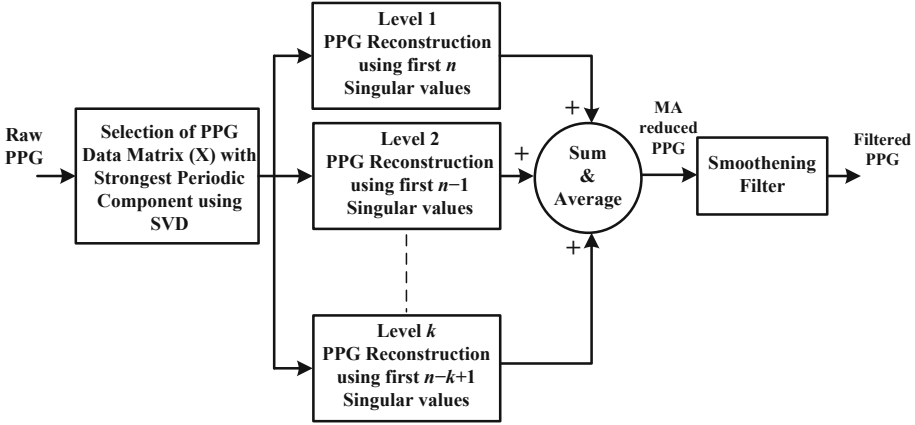 Raw
PPG
Selection of PPG
Data Matrix (X) with
Strongest Periodic
Component using
SVD
Level 1
PPG Reconstruction
using first n
Singular values
Level 2
PPG Reconstruction
using first n−1
Singular values
Level k
PPG Reconstruction
using first n−k+1
Singular values
+
+
+
Sum
&
Average
MA
reduced
PPG
Smoothening
Filter
Filtered
PPG